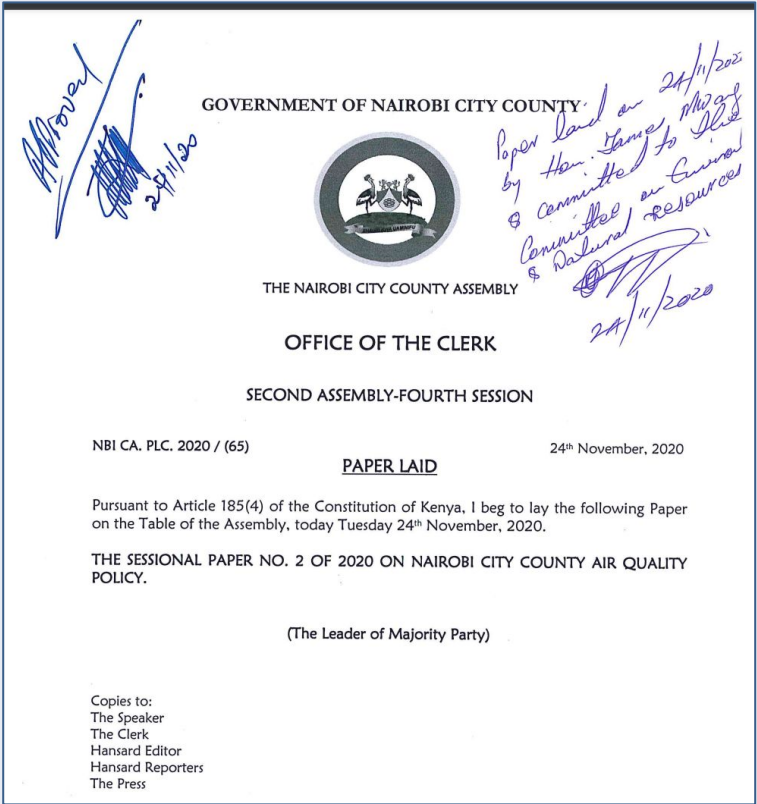 Approved
24/11/20
GOVERNMENT OF NAIROBI CITY COUNTY
Paper laid on 24/11/202
by Hon. James Mwang
& committed to the
Committee on Environ
& Natural Resources
24/11/2020
THE NAIROBI CITY COUNTY ASSEMBLY
OFFICE OF THE CLERK
SECOND ASSEMBLY-FOURTH SESSION
NBI CA. PLC. 2020 / (65) 24th November, 2020
PAPER LAID
Pursuant to Article 185(4) of the Constitution of Kenya, I beg to lay the following Paper
on the Table of the Assembly, today Tuesday 24th November, 2020.
THE SESSIONAL PAPER NO. 2 OF 2020 ON NAIROBI CITY COUNTY AIR QUALITY
POLICY.
(The Leader of Majority Party)
Copies to:
The Speaker
The Clerk
Hansard Editor
Hansard Reporters
The Press